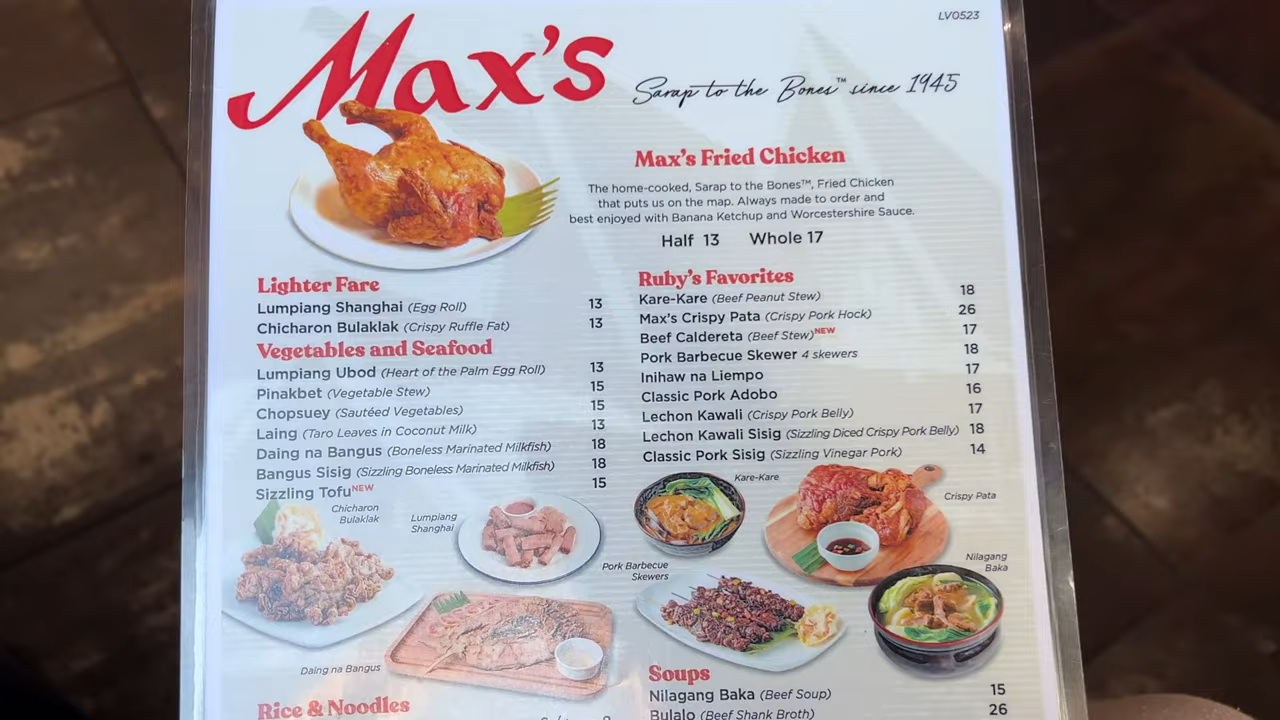 LV0523
Max's
Sarap to the Bones™ since 1945
Max's Fried Chicken
The home-cooked, Sarap to the Bones™, Fried Chicken
that puts us on the map. Always made to order and
best enjoyed with Banana Ketchup and Worcestershire Sauce.
Half 13 Whole 17
Lighter Fare
Lumpiang Shanghai (Egg Roll) 13
Chicharon Bulaklak (Crispy Ruffle Fat) 13
Vegetables and Seafood
Lumpiang Ubod (Heart of the Palm Egg Roll) 13
Pinakbet (Vegetable Stew) 15
Chopsuey (Sautéed Vegetables) 15
Laing (Taro Leaves in Coconut Milk) 13
Daing na Bangus (Boneless Marinated Milkfish) 18
Bangus Sisig (Sizzling Boneless Marinated Milkfish) 18
Sizzling Tofu NEW 15
Ruby's Favorites
Kare-Kare (Beef Peanut Stew) 18
Max's Crispy Pata (Crispy Pork Hock) 26
Beef Caldereta (Beef Stew) NEW 17
Pork Barbecue Skewer 4 skewers 18
Inihaw na Liempo 17
Classic Pork Adobo 16
Lechon Kawali (Crispy Pork Belly) 17
Lechon Kawali Sisig (Sizzling Diced Crispy Pork Belly) 18
Classic Pork Sisig (Sizzling Vinegar Pork) 14
Chicharon
Bulaklak
Lumpiang
Shanghai
Kare-Kare
Crispy Pata
Pork Barbecue
Skewers
Nilagang
Baka
Daing na Bangus
Rice & Noodles
Soups
Nilagang Baka (Beef Soup) 15
Bulalo (Beef Shank Broth) 26